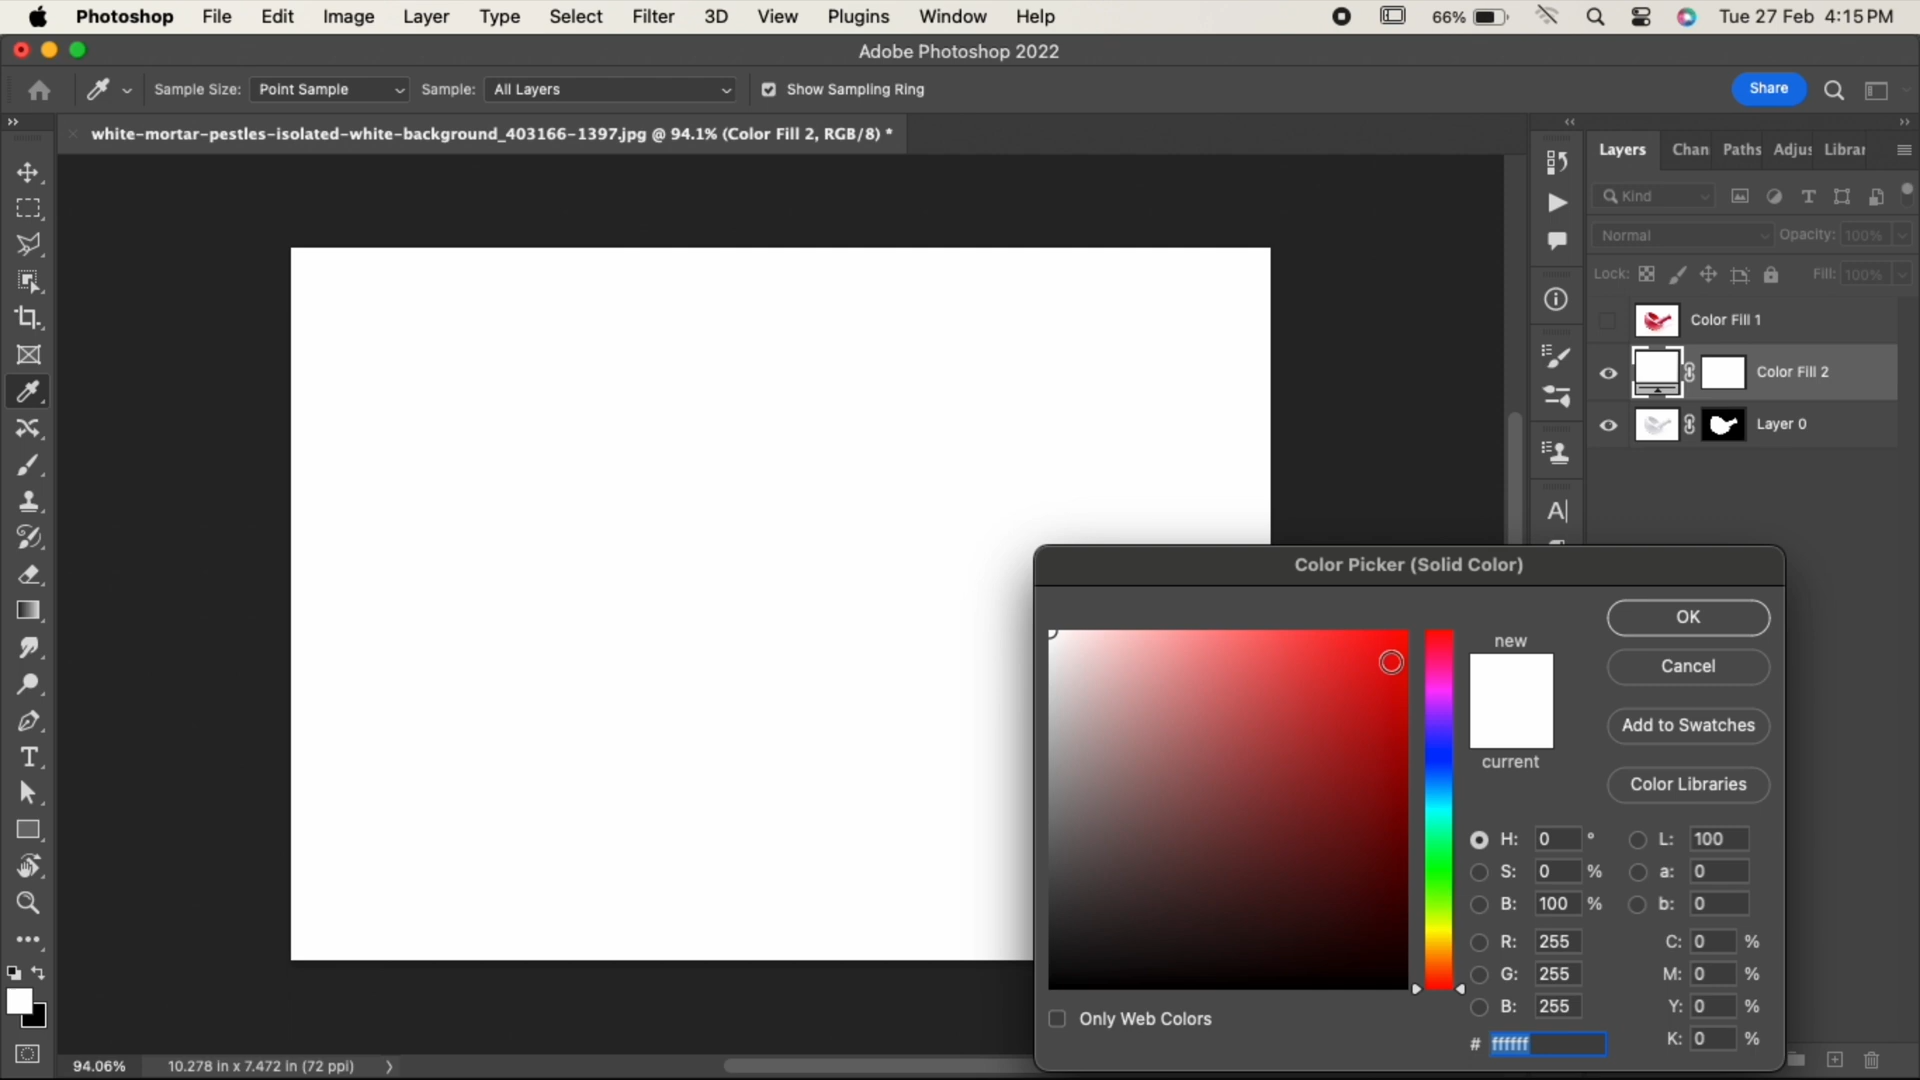 Photoshop File Edit Image Layer Type Select Filter 3D View Plugins Window Help 66% Tue 27 Feb 4:15PM
Adobe Photoshop 2022
Sample Size: Point Sample Sample: All Layers Show Sampling Ring Share
white-mortar-pestles-isolated-white-background_403166-1397.jpg @ 94.1% (Color Fill 2, RGB/8) *
Layers Chan Paths Adjus Librar
Kind
Normal Opacity: 100%
Lock: Fill: 100%
Color Fill 1
Color Fill 2
Layer 0
Color Picker (Solid Color)
new
current
OK
Cancel
Add to Swatches
Color Libraries
H: 0 ° L: 100
S: 0 % a: 0
B: 100 % b: 0
R: 255 C: 0 %
G: 255 M: 0 %
B: 255 Y: 0 %
# ffffff K: 0 %
Only Web Colors
94.06% 10.278 in x 7.472 in (72 ppi)